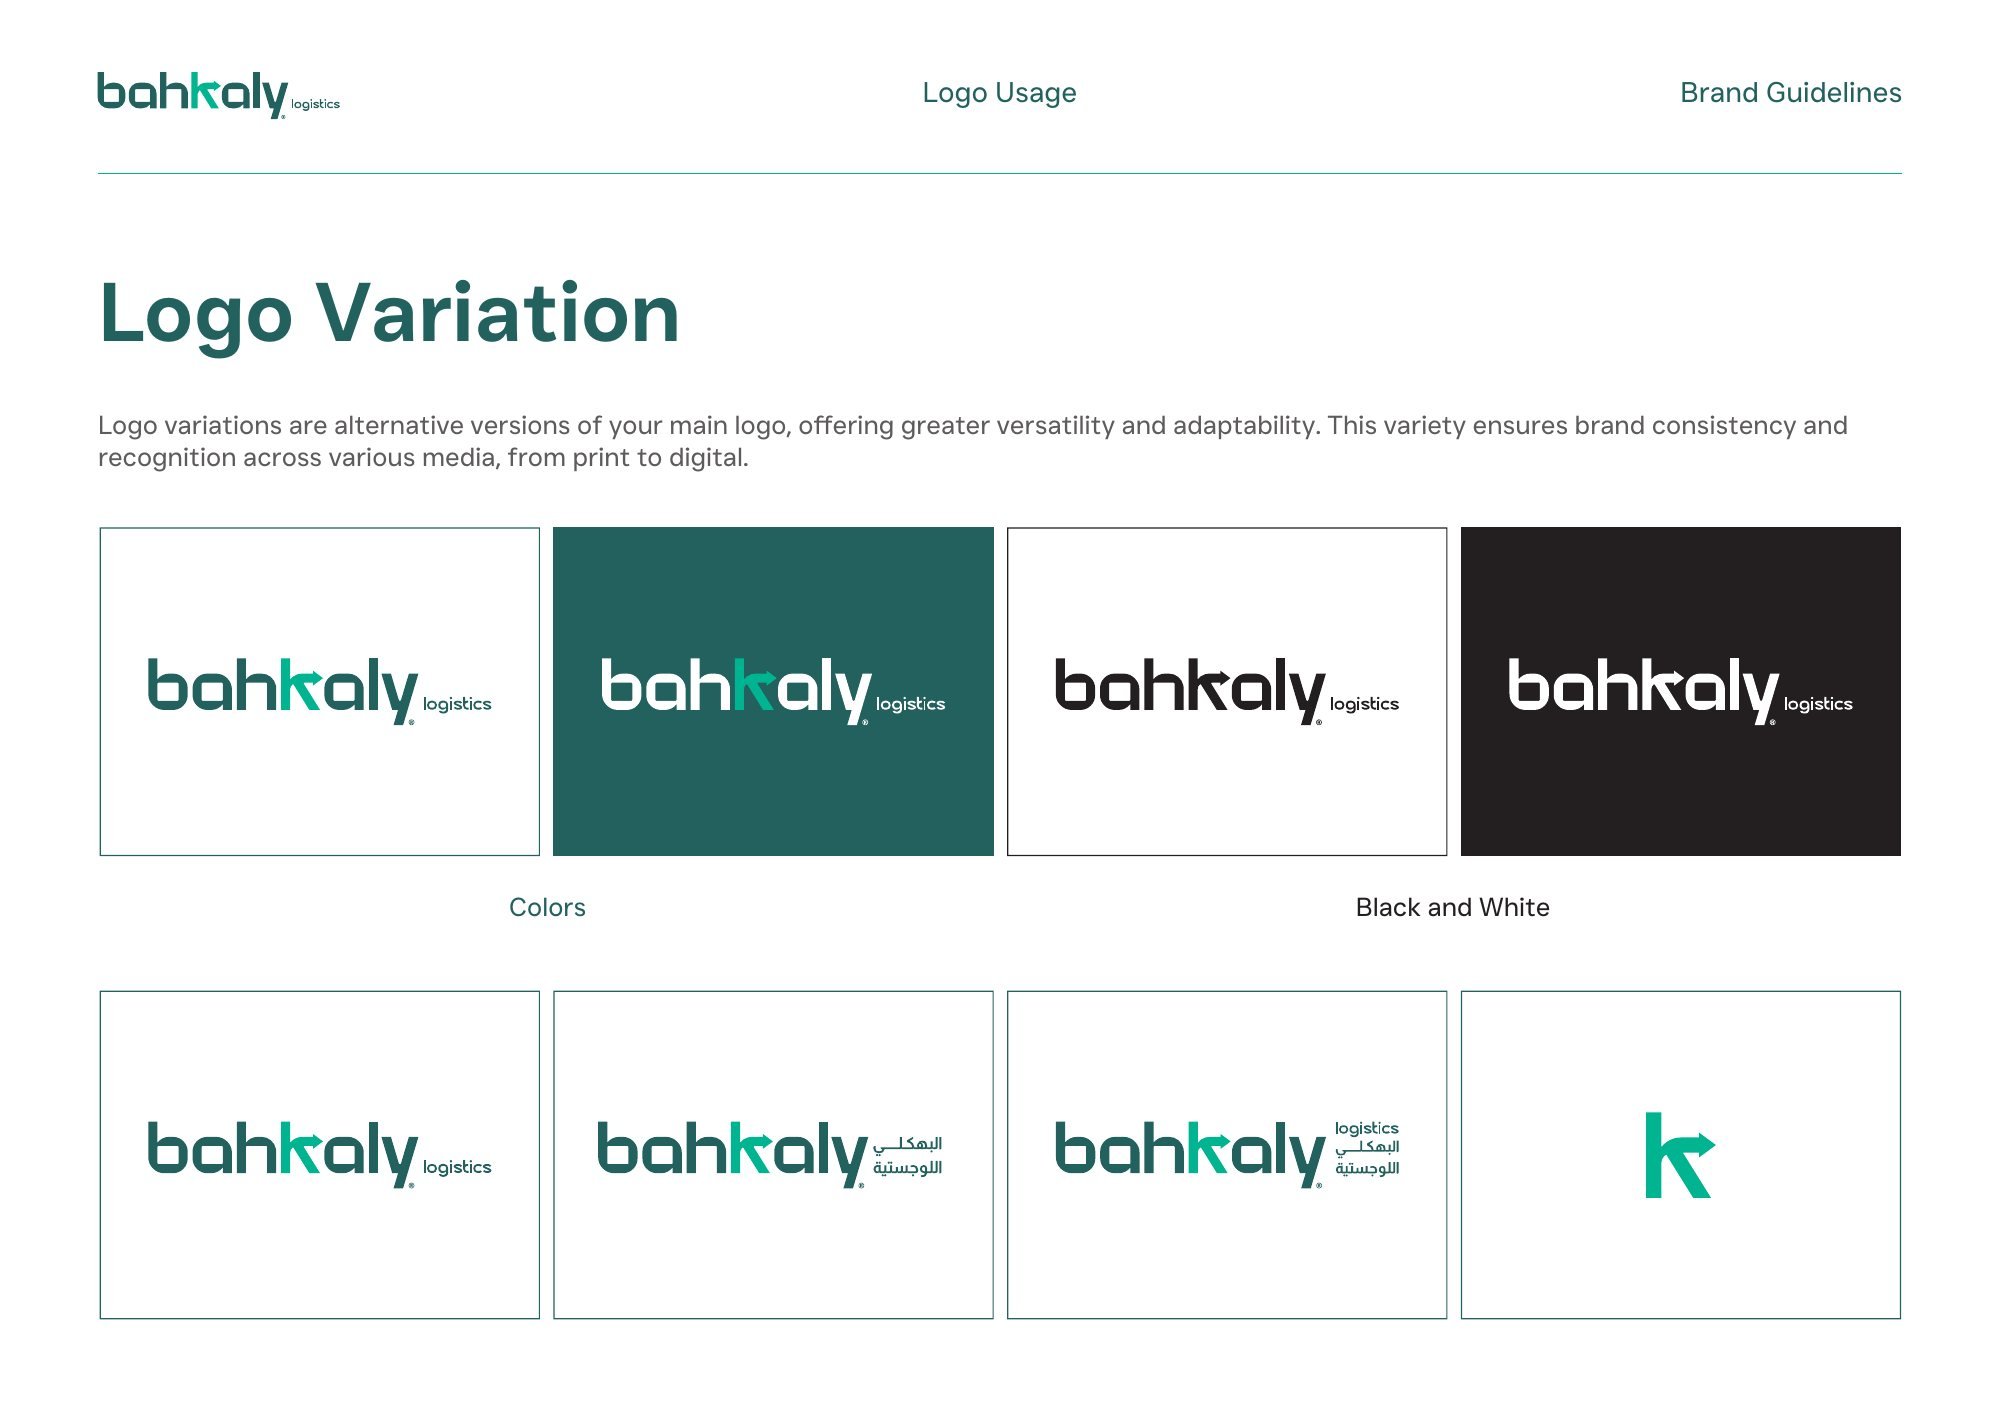 bahkaly logistics
Logo Usage
Brand Guidelines
Logo Variation
Logo variations are alternative versions of your main logo, offering greater versatility and adaptability. This variety ensures brand consistency and
recognition across various media, from print to digital.
bahkaly® logistics
bahkaly® logistics
bahkaly® logistics
bahkaly® logistics
Colors
Black and White
bahkaly® logistics
bahkaly®
البهكلــي
اللوجستية
bahkaly®
logistics
البهكلــي
اللوجستية
k